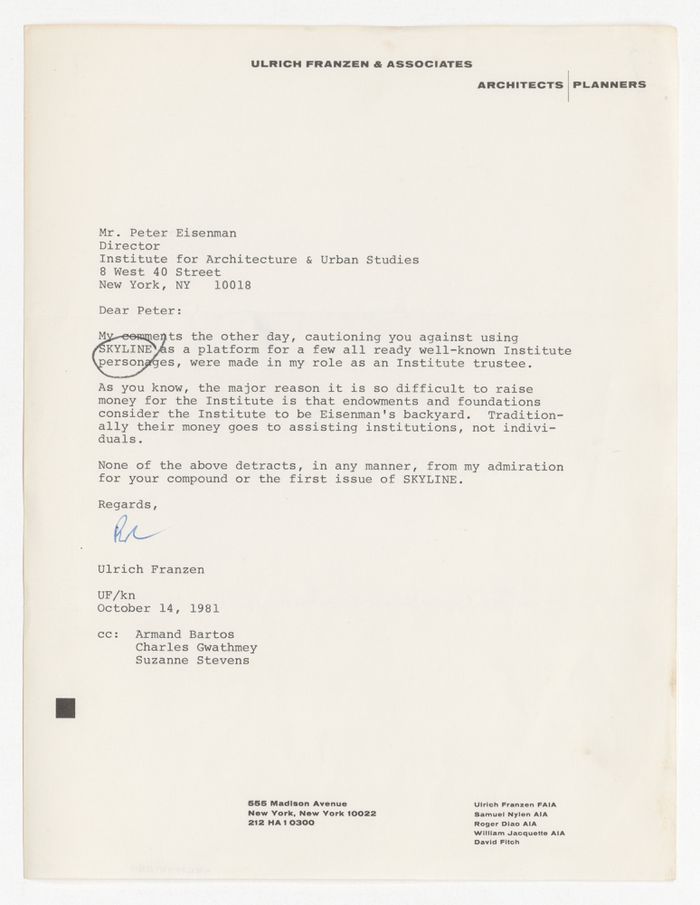 ULRICH FRANZEN & ASSOCIATES
ARCHITECTS | PLANNERS
Mr. Peter Eisenman
Director
Institute for Architecture & Urban Studies
8 West 40 Street
New York, NY   10018
Dear Peter:
My comments the other day, cautioning you against using
SKYLINE as a platform for a few all ready well-known Institute
personages, were made in my role as an Institute trustee.
As you know, the major reason it is so difficult to raise
money for the Institute is that endowments and foundations
consider the Institute to be Eisenman's backyard.  Tradition-
ally their money goes to assisting institutions, not indivi-
duals.
None of the above detracts, in any manner, from my admiration
for your compound or the first issue of SKYLINE.
Regards,
Ulrich Franzen
UF/kn
October 14, 1981
cc:  Armand Bartos
Charles Gwathmey
Suzanne Stevens
555 Madison Avenue
New York, New York 10022
212 HA 1 0300
Ulrich Franzen FAIA
Samuel Nylen AIA
Roger Diao AIA
William Jacquette AIA
David Fitch